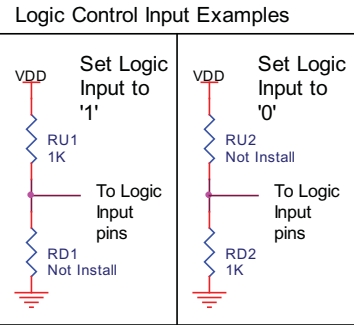 Logic Control Input Examples
Set Logic
Input to
'1'
VDD
RU1
1K
To Logic
Input
pins
RD1
Not Install
Set Logic
Input to
'0'
VDD
RU2
Not Install
To Logic
Input
pins
RD2
1K